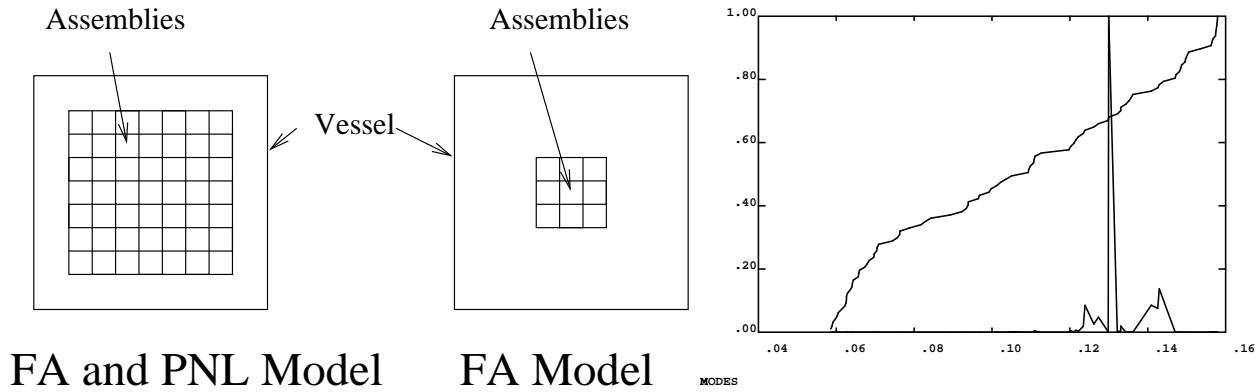 Assemblies
Assemblies
Vessel
FA and PNL Model
FA Model
1.00
.80
.60
.40
.20
.00
.04 .06 .08 .10 .12 .14 .16
MODES